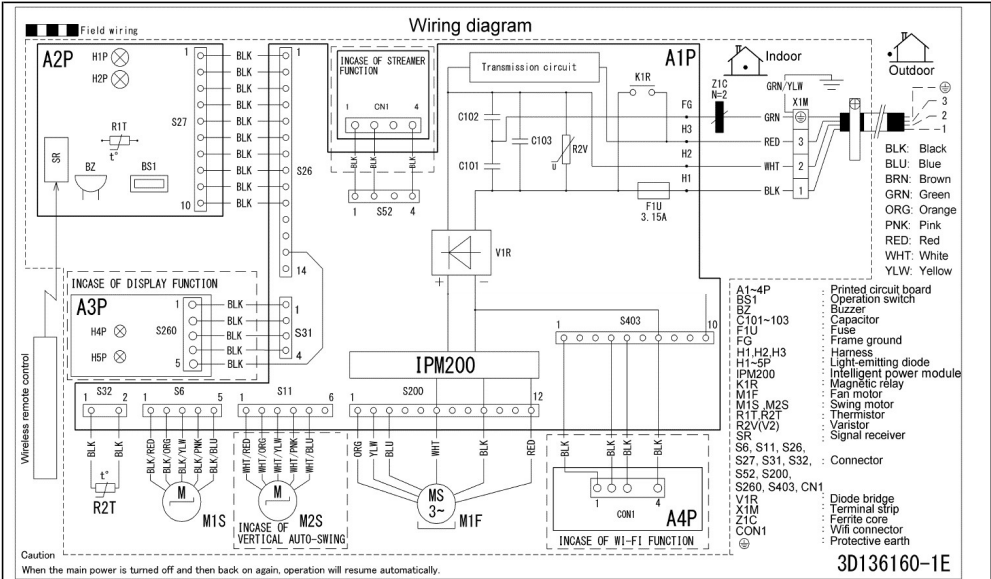 Wiring diagram
Field wiring
A2P
H1P
H2P
R1T
t°
SR
BZ
BS1
1
S27
10
BLK
BLK
BLK
BLK
BLK
BLK
BLK
BLK
BLK
BLK
1
S26
14
INCASE OF STREAMER
FUNCTION
1 CN1 4
BLK
BLK
1 S52 4
A1P
Transmission circuit
K1R
C102
C101
C103
R2V
u
FG
H3
H2
H1
F1U
3.15A
V1R
+ -
Z1C
N=2
Indoor
Outdoor
GRN/YLW
X1M
GRN
RED
WHT
BLK
3
2
1
3
2
1
BLK: Black
BLU: Blue
BRN: Brown
GRN: Green
ORG: Orange
PNK: Pink
RED: Red
WHT: White
YLW: Yellow
INCASE OF DISPLAY FUNCTION
A3P
H4P
H5P
1
S260
5
BLK
BLK
BLK
BLK
BLK
1
S31
4
Wireless remote control
IPM200
1 S403 10
1 S32 2
1 S6 5
1 S11 6
1 S200 12
BLK
BLK
t°
R2T
BLK/RED
BLK/ORG
BLK/YLW
BLK/PNK
BLK/BLU
M
M1S
WHT/RED
WHT/ORG
WHT/YLW
WHT/PNK
WHT/BLU
M
M2S
INCASE OF
VERTICAL AUTO-SWING
ORG
YLW
BLU
WHT
BLK
RED
MS
3~
M1F
BLK
BLK
BLK
BLK
1 4
CON1
A4P
INCASE OF WI-FI FUNCTION
A1~4P : Printed circuit board
BS1 : Operation switch
BZ : Buzzer
C101~103 : Capacitor
F1U : Fuse
FG : Frame ground
H1,H2,H3 : Harness
H1~5P : Light-emitting diode
IPM200 : Intelligent power module
K1R : Magnetic relay
M1F : Fan motor
M1S ,M2S : Swing motor
R1T,R2T : Thermistor
R2V(V2) : Varistor
SR : Signal receiver
S6, S11, S26,
S27, S31, S32, : Connector
S52, S200,
S260, S403, CN1
V1R : Diode bridge
X1M : Terminal strip
Z1C : Ferrite core
CON1 : Wifi connector
: Protective earth
Caution
When the main power is turned off and then back on again, operation will resume automatically.
3D136160-1E